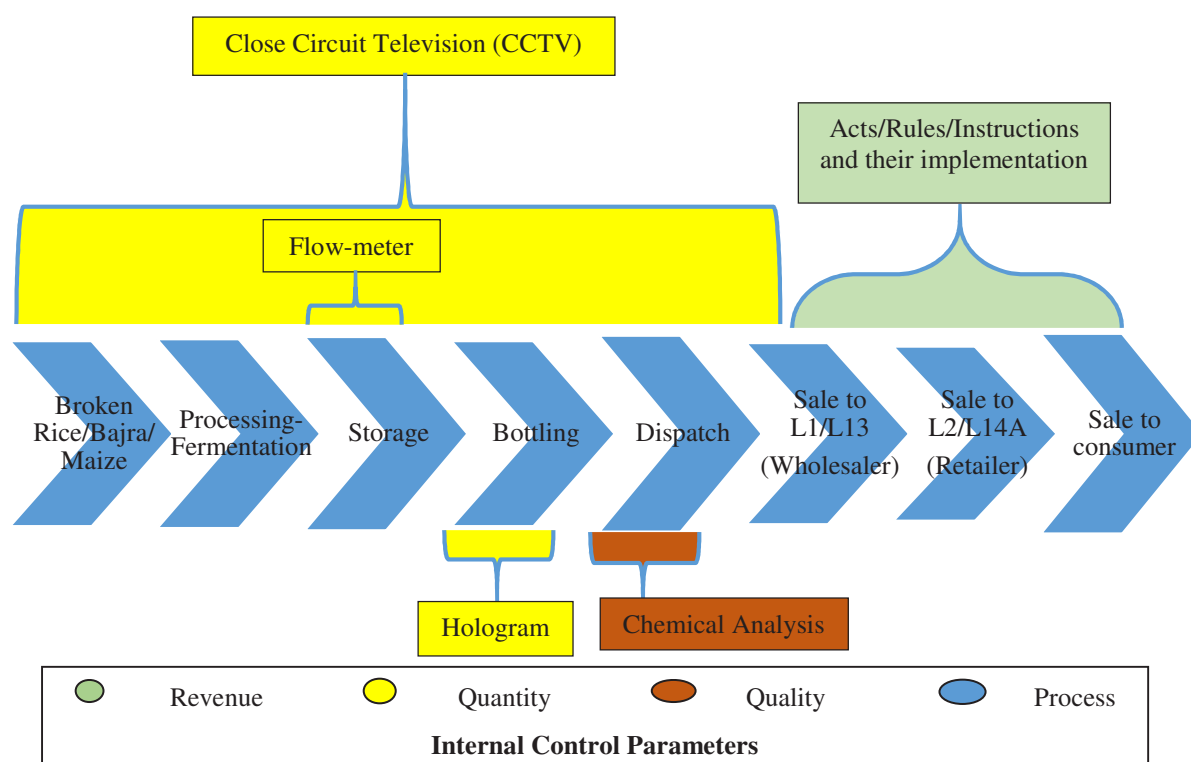 Close Circuit Television (CCTV)
Acts/Rules/Instructions
and their implementation
Flow-meter
Broken
Rice/Bajra/
Maize
Processing-
Fermentation
Storage
Bottling
Dispatch
Sale to
L1/L13
(Wholesaler)
Sale to
L2/L14A
(Retailer)
Sale to
consumer
Hologram
Chemical Analysis
Revenue
Quantity
Quality
Process
Internal Control Parameters